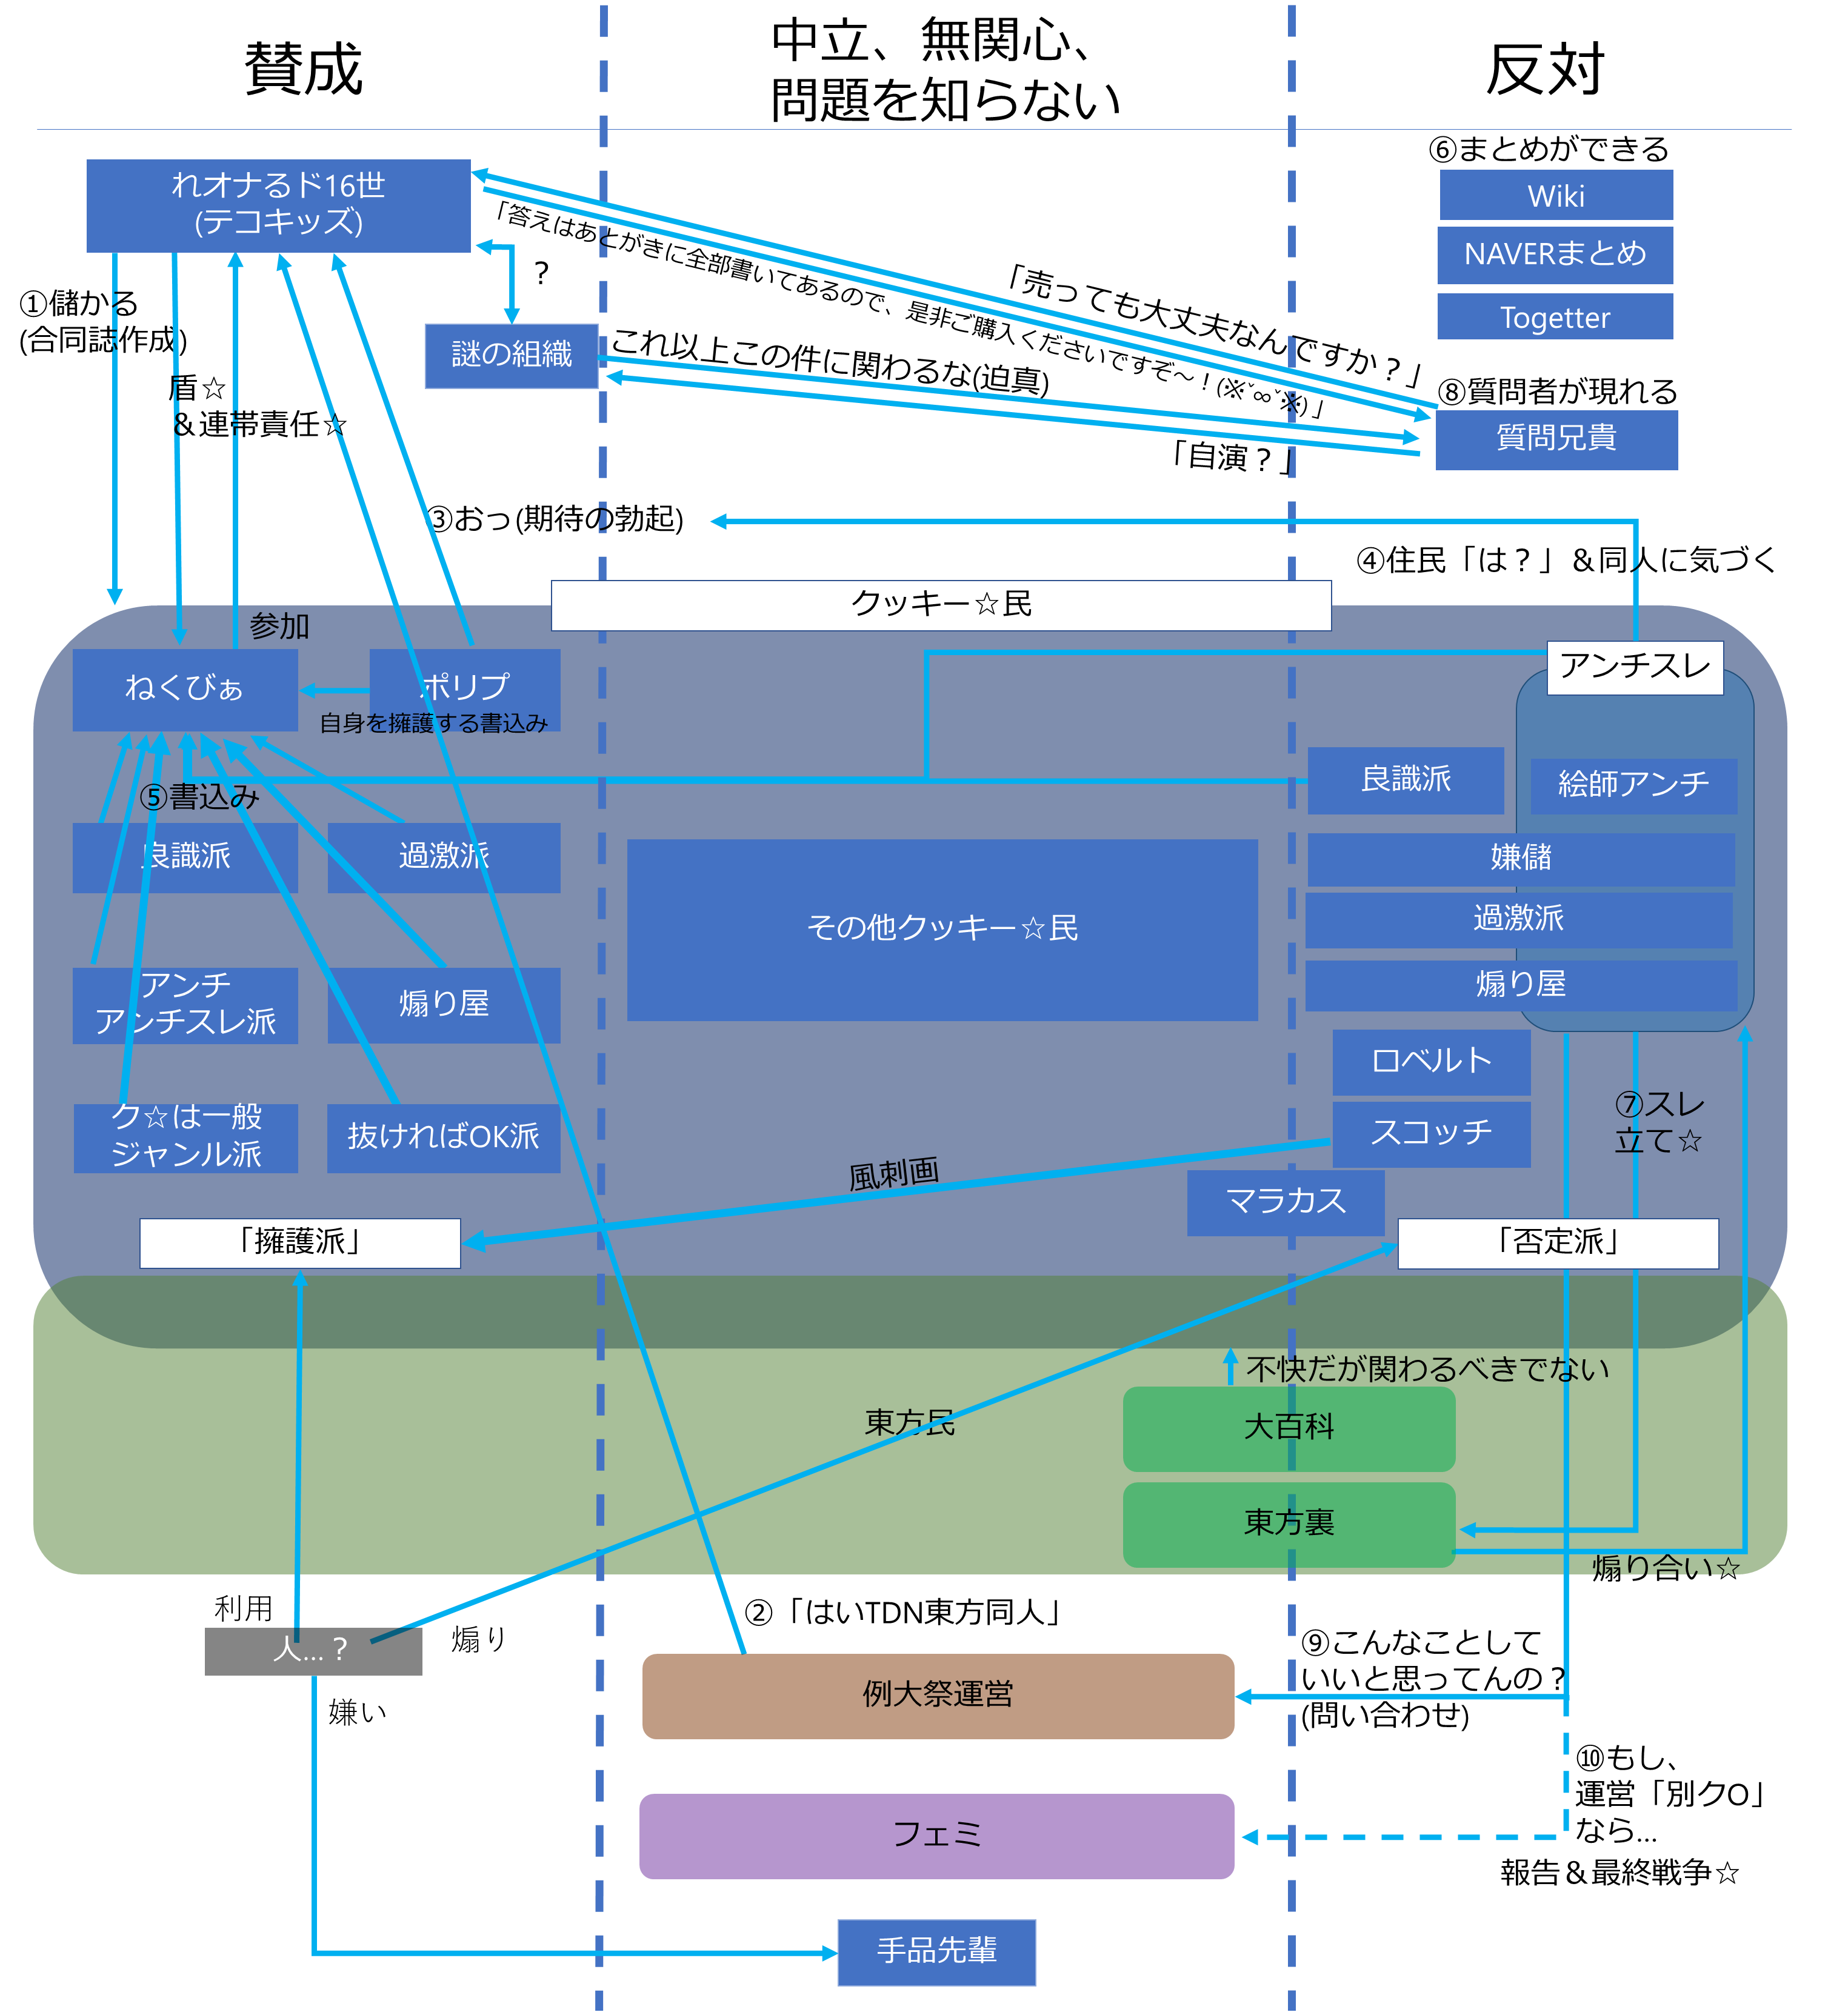 賛成
中立、無関心、
問題を知らない
反対
⑥まとめができる
Wiki
NAVERまとめ
Togetter
れオナるド16世
(テコキッズ)
「答えはあとがきに全部書いてあるので、是非ご購入くださいですぞ～！(※ˇ∞ˇ※)」
「売っても大丈夫なんですか？」
？
①儲かる
(合同誌作成)
謎の組織
これ以上この件に関わるな(迫真)
「自演？」
⑧質問者が現れる
質問兄貴
盾☆
＆連帯責任☆
③おっ(期待の勃起)
④住民「は？」＆同人に気づく
クッキー☆民
参加
アンチスレ
ねくびぁ
ポリプ
自身を擁護する書込み
⑤書込み
良識派
絵師アンチ
良識派
過激派
嫌儲
その他クッキー☆民
過激派
アンチ
アンチスレ派
煽り屋
煽り屋
ロベルト
ク☆は一般
ジャンル派
抜ければOK派
スコッチ
⑦スレ
立て☆
風刺画
マラカス
「擁護派」
「否定派」
不快だが関わるべきでない
東方民
大百科
東方裏
煽り合い☆
利用
人…？
煽り
嫌い
②「はいTDN東方同人」
例大祭運営
⑨こんなことして
いいと思ってんの？
(問い合わせ)
⑩もし、
運営「別クO」
なら…
報告＆最終戦争☆
フェミ
手品先輩